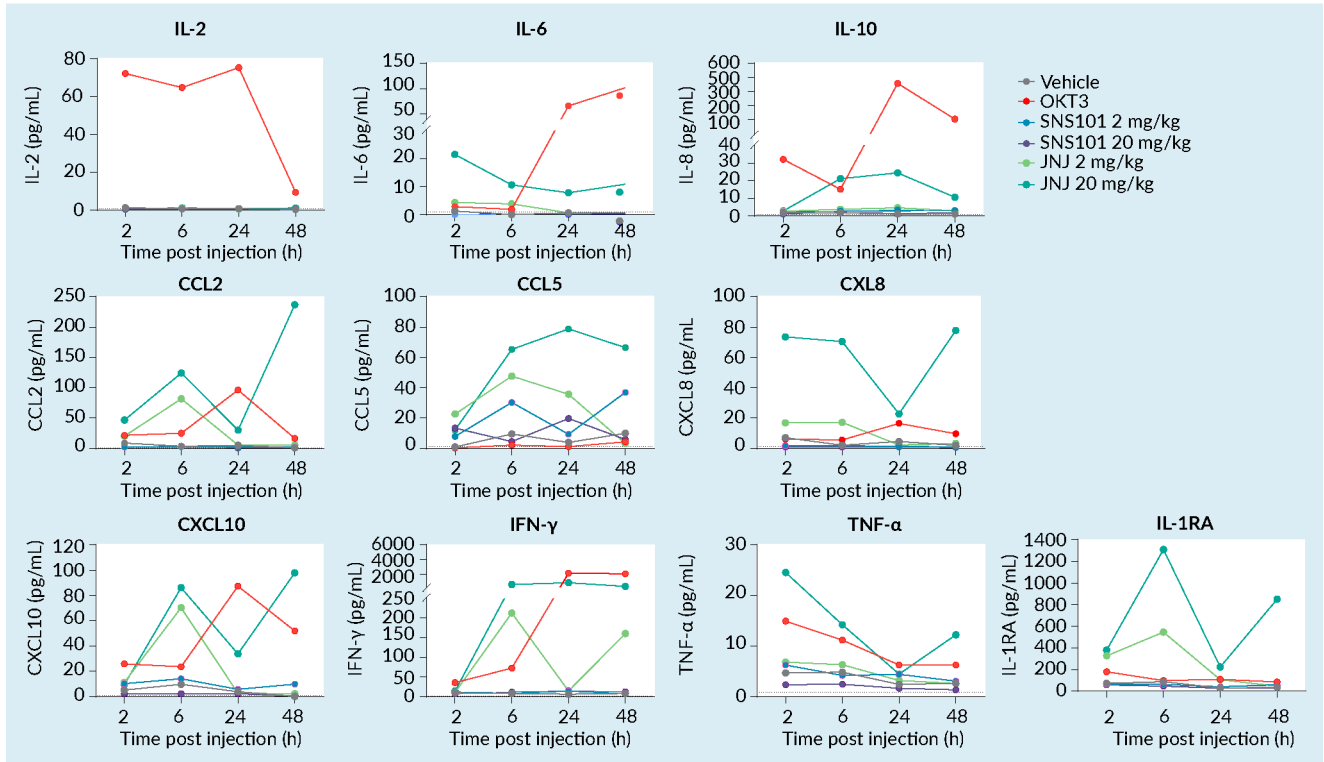 IL-2
IL-6
IL-10
80
60
40
20
0
IL-2 (pg/mL)
2 6 24 48
Time post injection (h)
150
100
50
30
20
10
0
IL-6 (pg/mL)
2 6 24 48
Time post injection (h)
600
500
400
300
200
100
40
30
20
10
0
IL-8 (pg/mL)
2 6 24 48
Time post injection (h)
Vehicle
OKT3
SNS101 2 mg/kg
SNS101 20 mg/kg
JNJ 2 mg/kg
JNJ 20 mg/kg
CCL2
CCL5
CXL8
250
200
150
100
50
0
CCL2 (pg/mL)
2 6 24 48
Time post injection (h)
100
80
60
40
20
0
CCL5 (pg/mL)
2 6 24 48
Time post injection (h)
100
80
60
40
20
0
CXCL8 (pg/mL
2 6 24 48
Time post injection (h)
CXCL10
IFN-γ
TNF-α
IL-1RA
120
100
80
60
40
20
0
CXCL10 (pg/mL)
2 6 24 48
Time post injection (h)
6000
4000
2000
250
200
150
100
50
0
IFN-γ (pg/mL)
2 6 24 48
Time post injection (h)
30
20
10
0
TNF-α (pg/mL)
2 6 24 48
Time post injection (h)
1400
1200
1000
800
600
400
200
0
IL-1RA (pg/mL)
2 6 24 48
Time post injection (h)